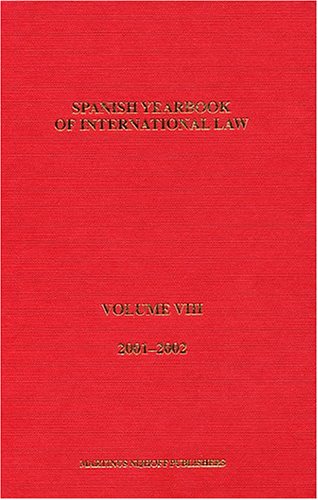 SPANISH YEARBOOK
OF INTERNATIONAL LAW
VOLUME VIII
2001–2002
MARTINUS NIJHOFF PUBLISHERS